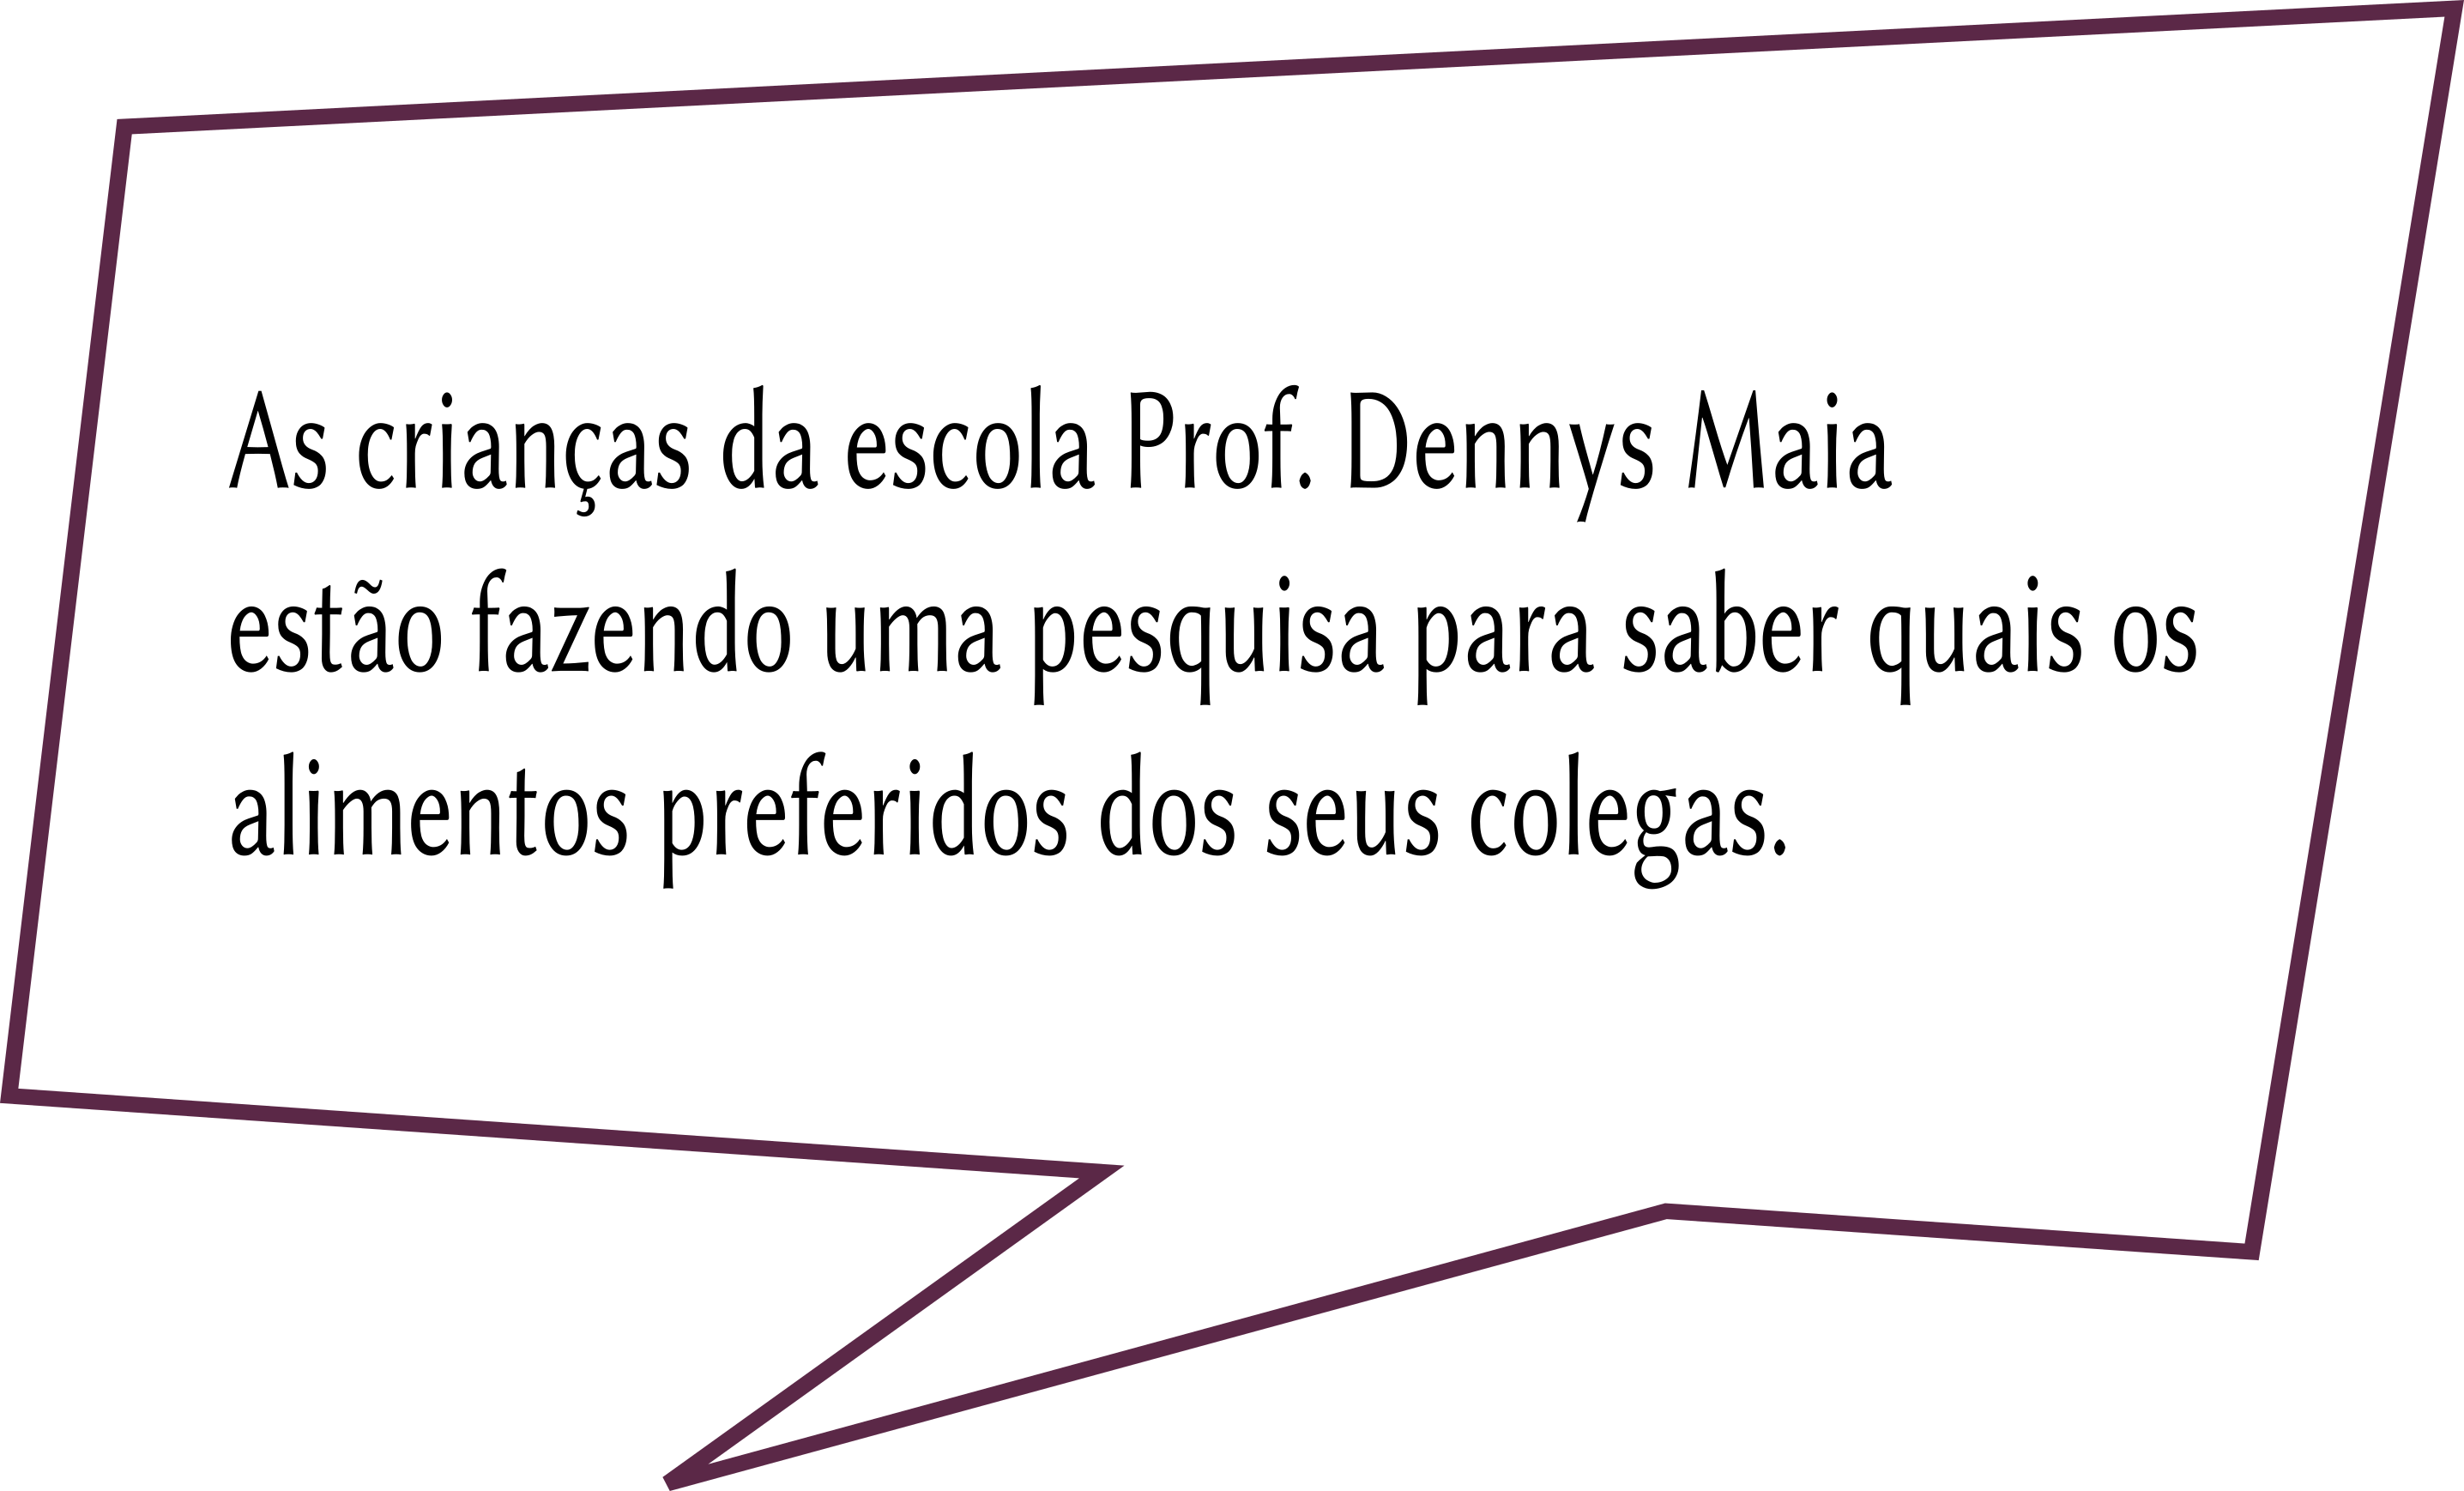 As crianças da escola Prof. Dennys Maia
estão fazendo uma pequisa para saber quais os
alimentos preferidos dos seus colegas.